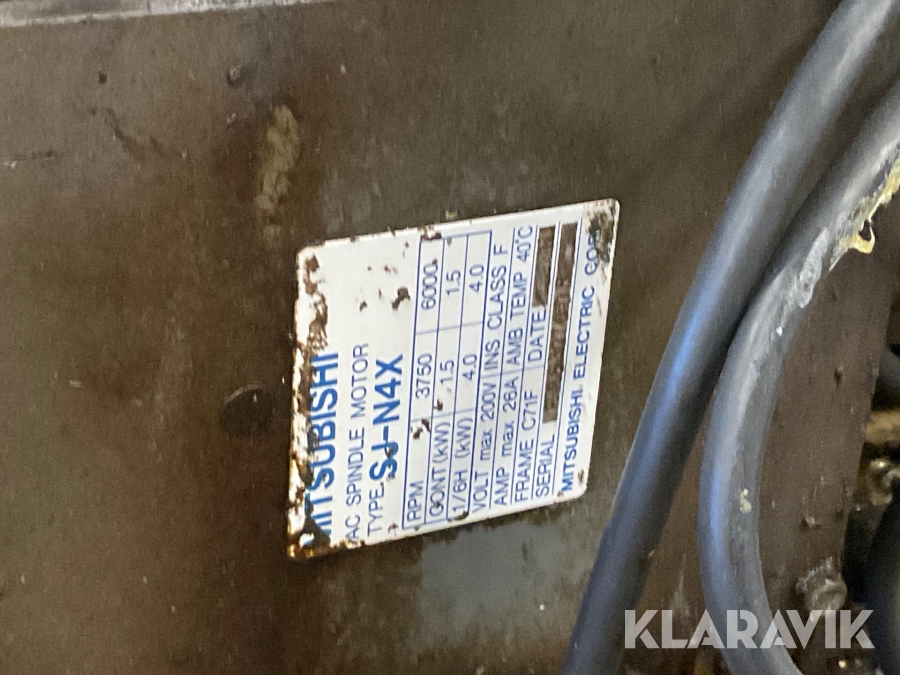 MITSUBISHI
AC SPINDLE MOTOR
TYPE SJ-N4X
RPM 3750 6000
CONT(kW) 1.5 1.5
1/6H (kW) 4.0 4.0
VOLT max 200V INS CLASS F
AMP max 26A AMB TEMP 40°C
FRAME C71F DATE
SERIAL
MITSUBISHI ELECTRIC CORP
KLARAVIK